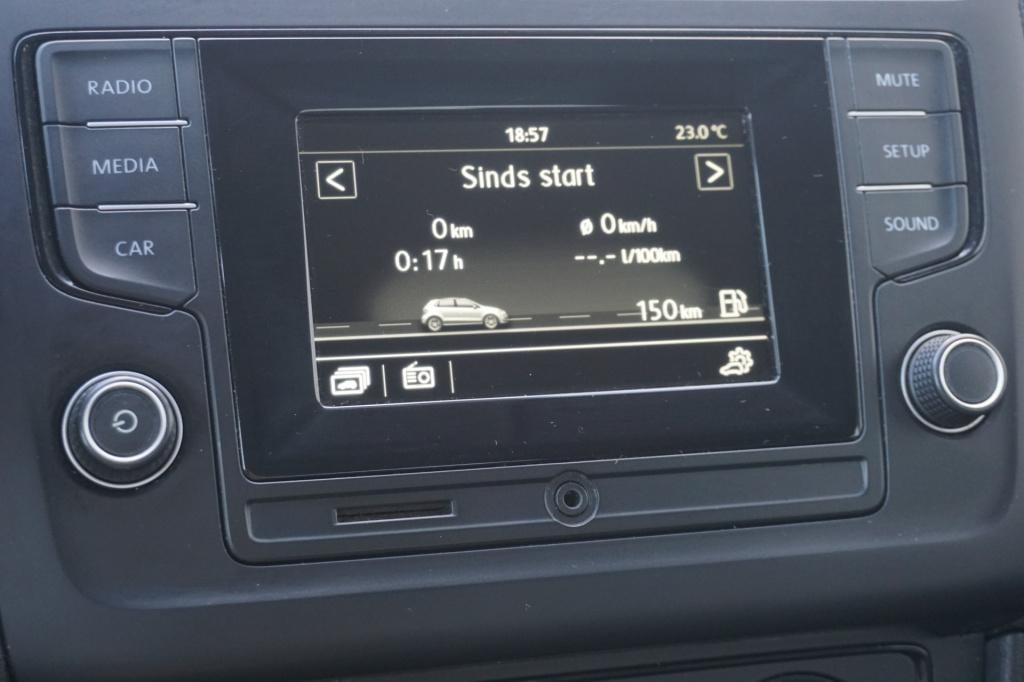 RADIO
MEDIA
CAR
18:57 23.0°C
< Sinds start >
0 km ø 0 km/h
0:17 h --.- l/100km
150 km
MUTE
SETUP
SOUND